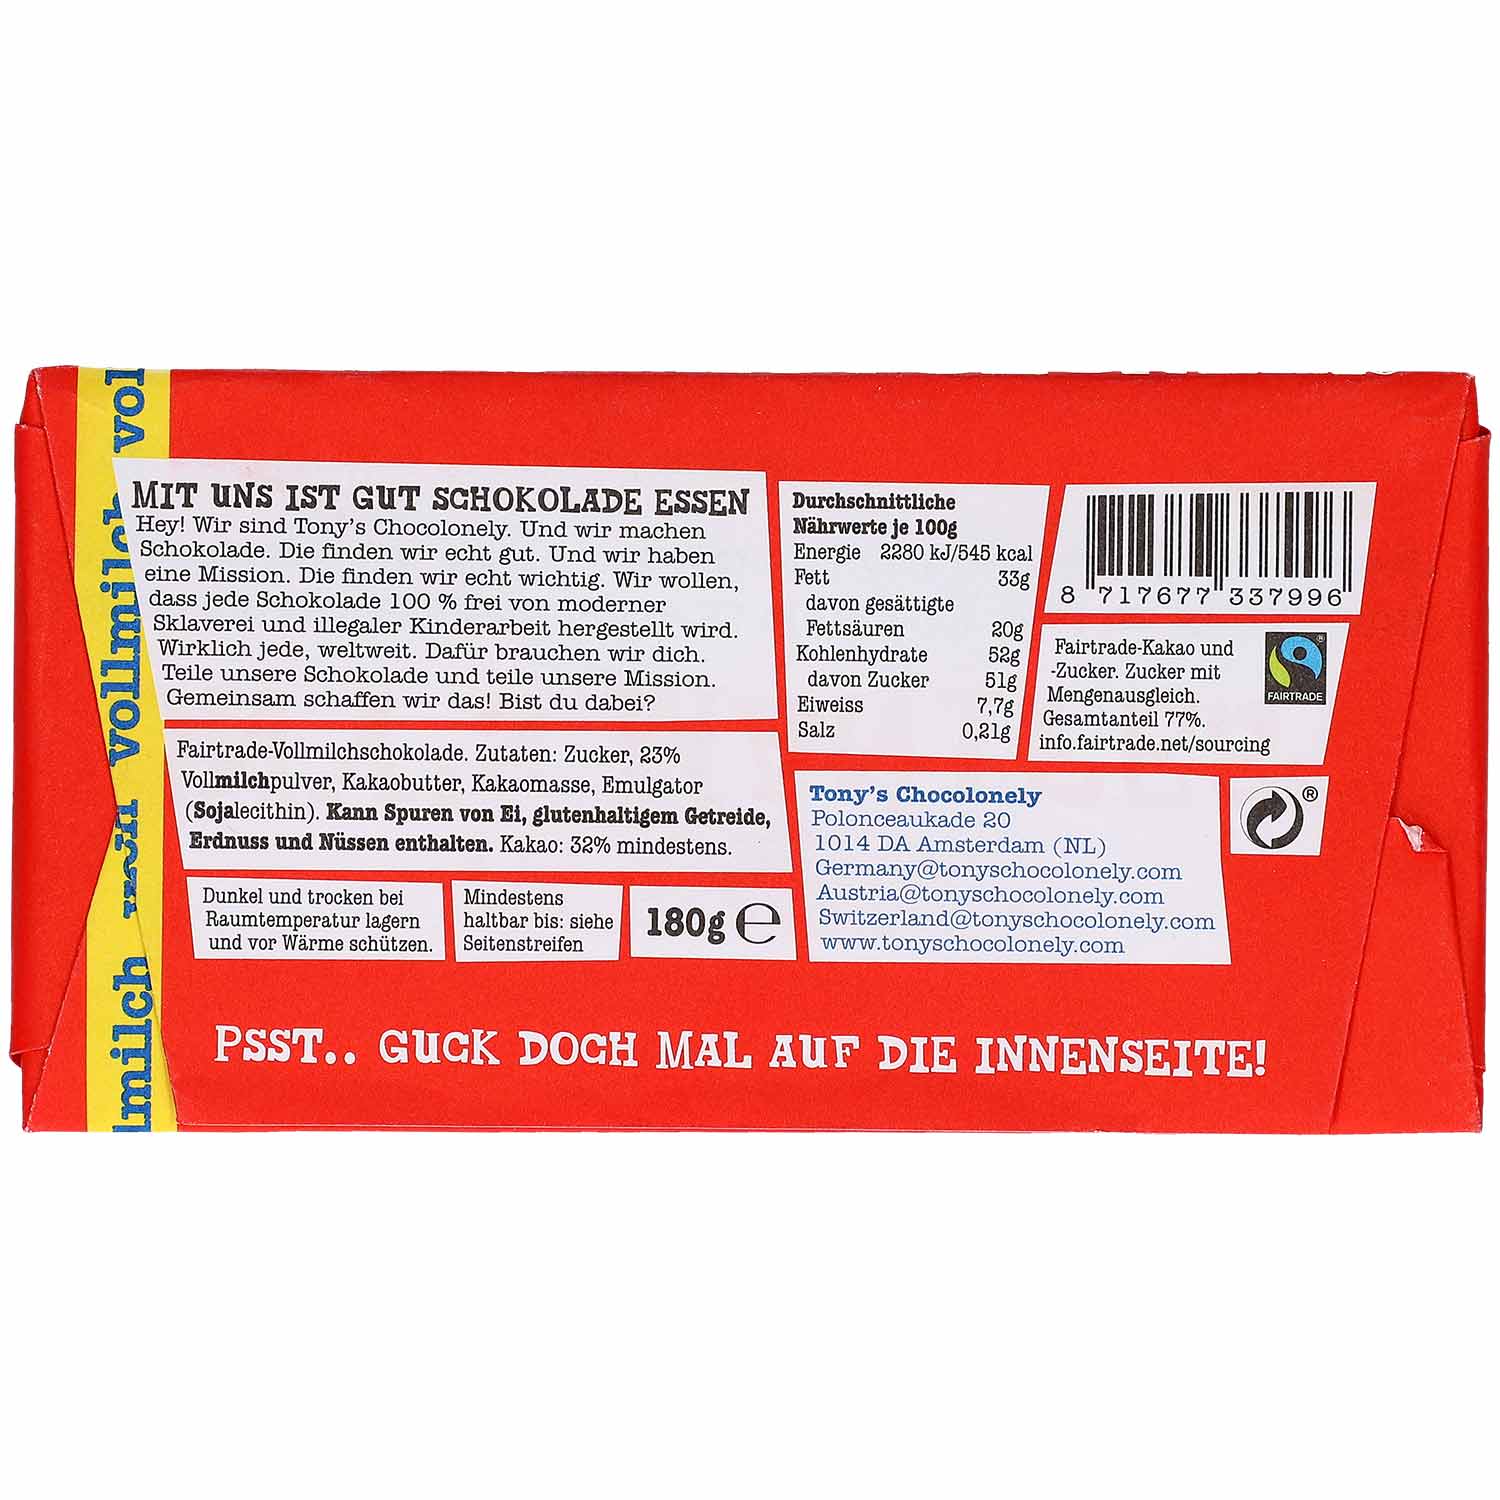 vollmilch vollmilch vol
MIT UNS IST GUT SCHOKOLADE ESSEN
Hey! Wir sind Tony's Chocolonely. Und wir machen
Schokolade. Die finden wir echt gut. Und wir haben
eine Mission. Die finden wir echt wichtig. Wir wollen,
dass jede Schokolade 100 % frei von moderner
Sklaverei und illegaler Kinderarbeit hergestellt wird.
Wirklich jede, weltweit. Dafür brauchen wir dich.
Teile unsere Schokolade und teile unsere Mission.
Gemeinsam schaffen wir das! Bist du dabei?
Fairtrade-Vollmilchschokolade. Zutaten: Zucker, 23%
Vollmilchpulver, Kakaobutter, Kakaomasse, Emulgator
(Sojalecithin). Kann Spuren von Ei, glutenhaltigem Getreide,
Erdnuss und Nüssen enthalten. Kakao: 32% mindestens.
Dunkel und trocken bei
Raumtemperatur lagern
und vor Wärme schützen.
Mindestens
haltbar bis: siehe
Seitenstreifen
180g e
Durchschnittliche
Nährwerte je 100g
Energie 2280 kJ/545 kcal
Fett 33g
davon gesättigte
Fettsäuren 20g
Kohlenhydrate 52g
davon Zucker 51g
Eiweiss 7,7g
Salz 0,21g
8 717677 337996
Fairtrade-Kakao und
-Zucker. Zucker mit
Mengenausgleich.
Gesamtanteil 77%.
info.fairtrade.net/sourcing
®
FAIRTRADE
Tony's Chocolonely
Polonceaukade 20
1014 DA Amsterdam (NL)
Germany@tonyschocolonely.com
Austria@tonyschocolonely.com
Switzerland@tonyschocolonely.com
www.tonyschocolonely.com
®
PSST.. GUCK DOCH MAL AUF DIE INNENSEITE!